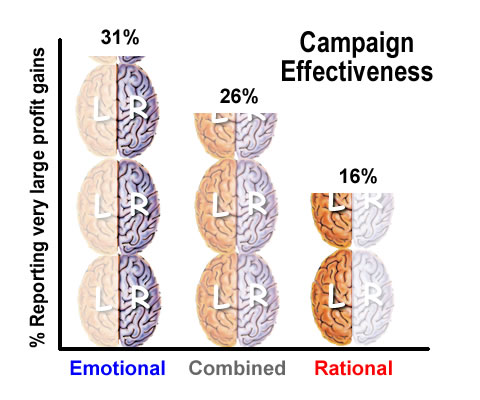 Campaign
Effectiveness
% Reporting very large profit gains
31%
26%
16%
L R
L R
L R
L R
L R
L R
L R
L R
Emotional
Combined
Rational